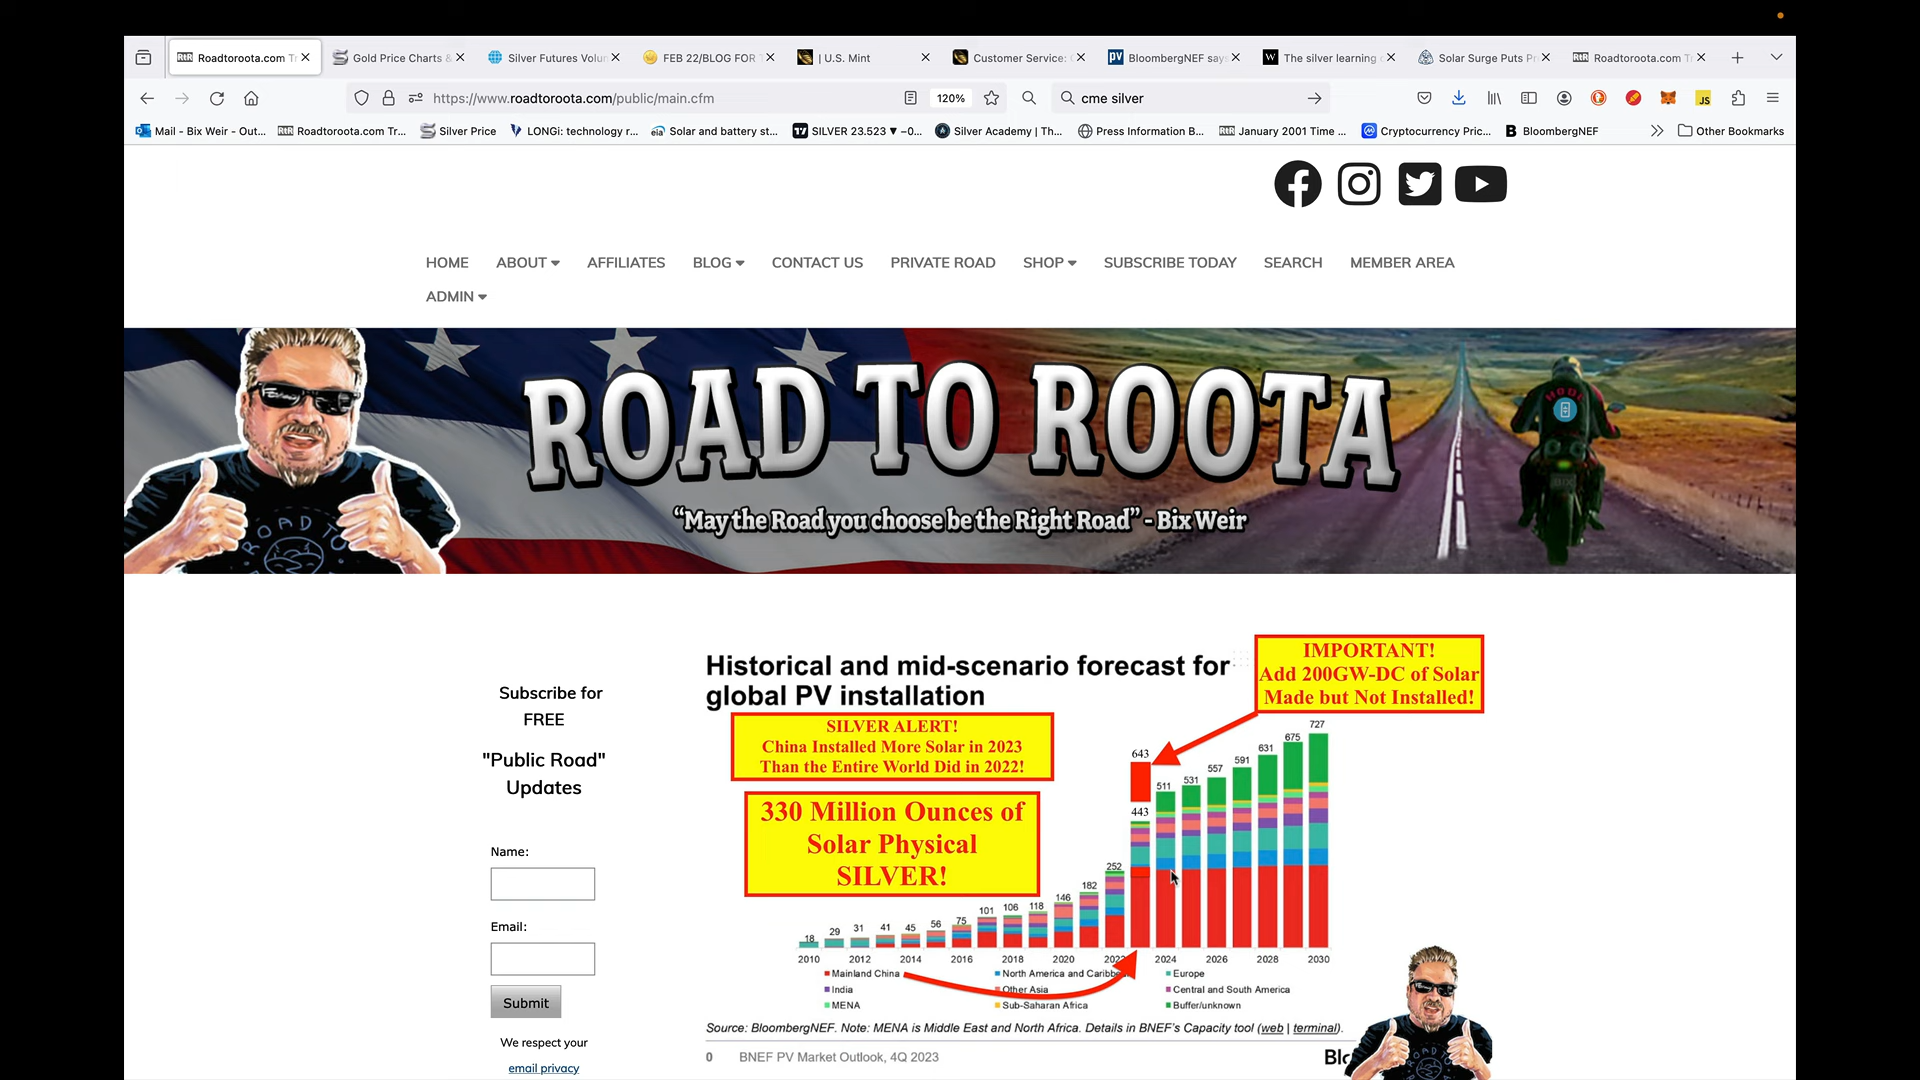 Roadtoroota.com Tr
Gold Price Charts &
Silver Futures Volum
FEB 22/BLOG FOR T
| U.S. Mint
Customer Service: C
BloombergNEF says
The silver learning c
Solar Surge Puts Pr
Roadtoroota.com Tr
https://www.roadtoroota.com/public/main.cfm
120%
cme silver
Mail - Bix Weir - Out...
Roadtoroota.com Tr...
Silver Price
LONGi: technology r...
Solar and battery st...
SILVER 23.523 ▼ −0...
Silver Academy | Th...
Press Information B...
January 2001 Time ...
Cryptocurrency Pric...
BloombergNEF
Other Bookmarks
HOME ABOUT AFFILIATES BLOG CONTACT US PRIVATE ROAD SHOP SUBSCRIBE TODAY SEARCH MEMBER AREA
ADMIN
ROAD TO ROOTA
“May the Road you choose be the Right Road” - Bix Weir
Subscribe for
FREE
"Public Road"
Updates
Name:
Email:
Submit
We respect your
email privacy
Historical and mid-scenario forecast for
global PV installation
IMPORTANT!
Add 200GW-DC of Solar
Made but Not Installed!
SILVER ALERT!
China Installed More Solar in 2023
Than the Entire World Did in 2022!
330 Million Ounces of
Solar Physical
SILVER!
18 29 31 41 45 56 75 101 106 118 146 182 252 443 643 511 531 557 591 631 675 727
2010 2012 2014 2016 2018 2020 2022 2024 2026 2028 2030
Mainland China North America and Caribbe Europe
India Other Asia Central and South America
MENA Sub-Saharan Africa Buffer/unknown
Source: BloombergNEF. Note: MENA is Middle East and North Africa. Details in BNEF's Capacity tool (web | terminal).
0 BNEF PV Market Outlook, 4Q 2023
Blo
ROAD TO